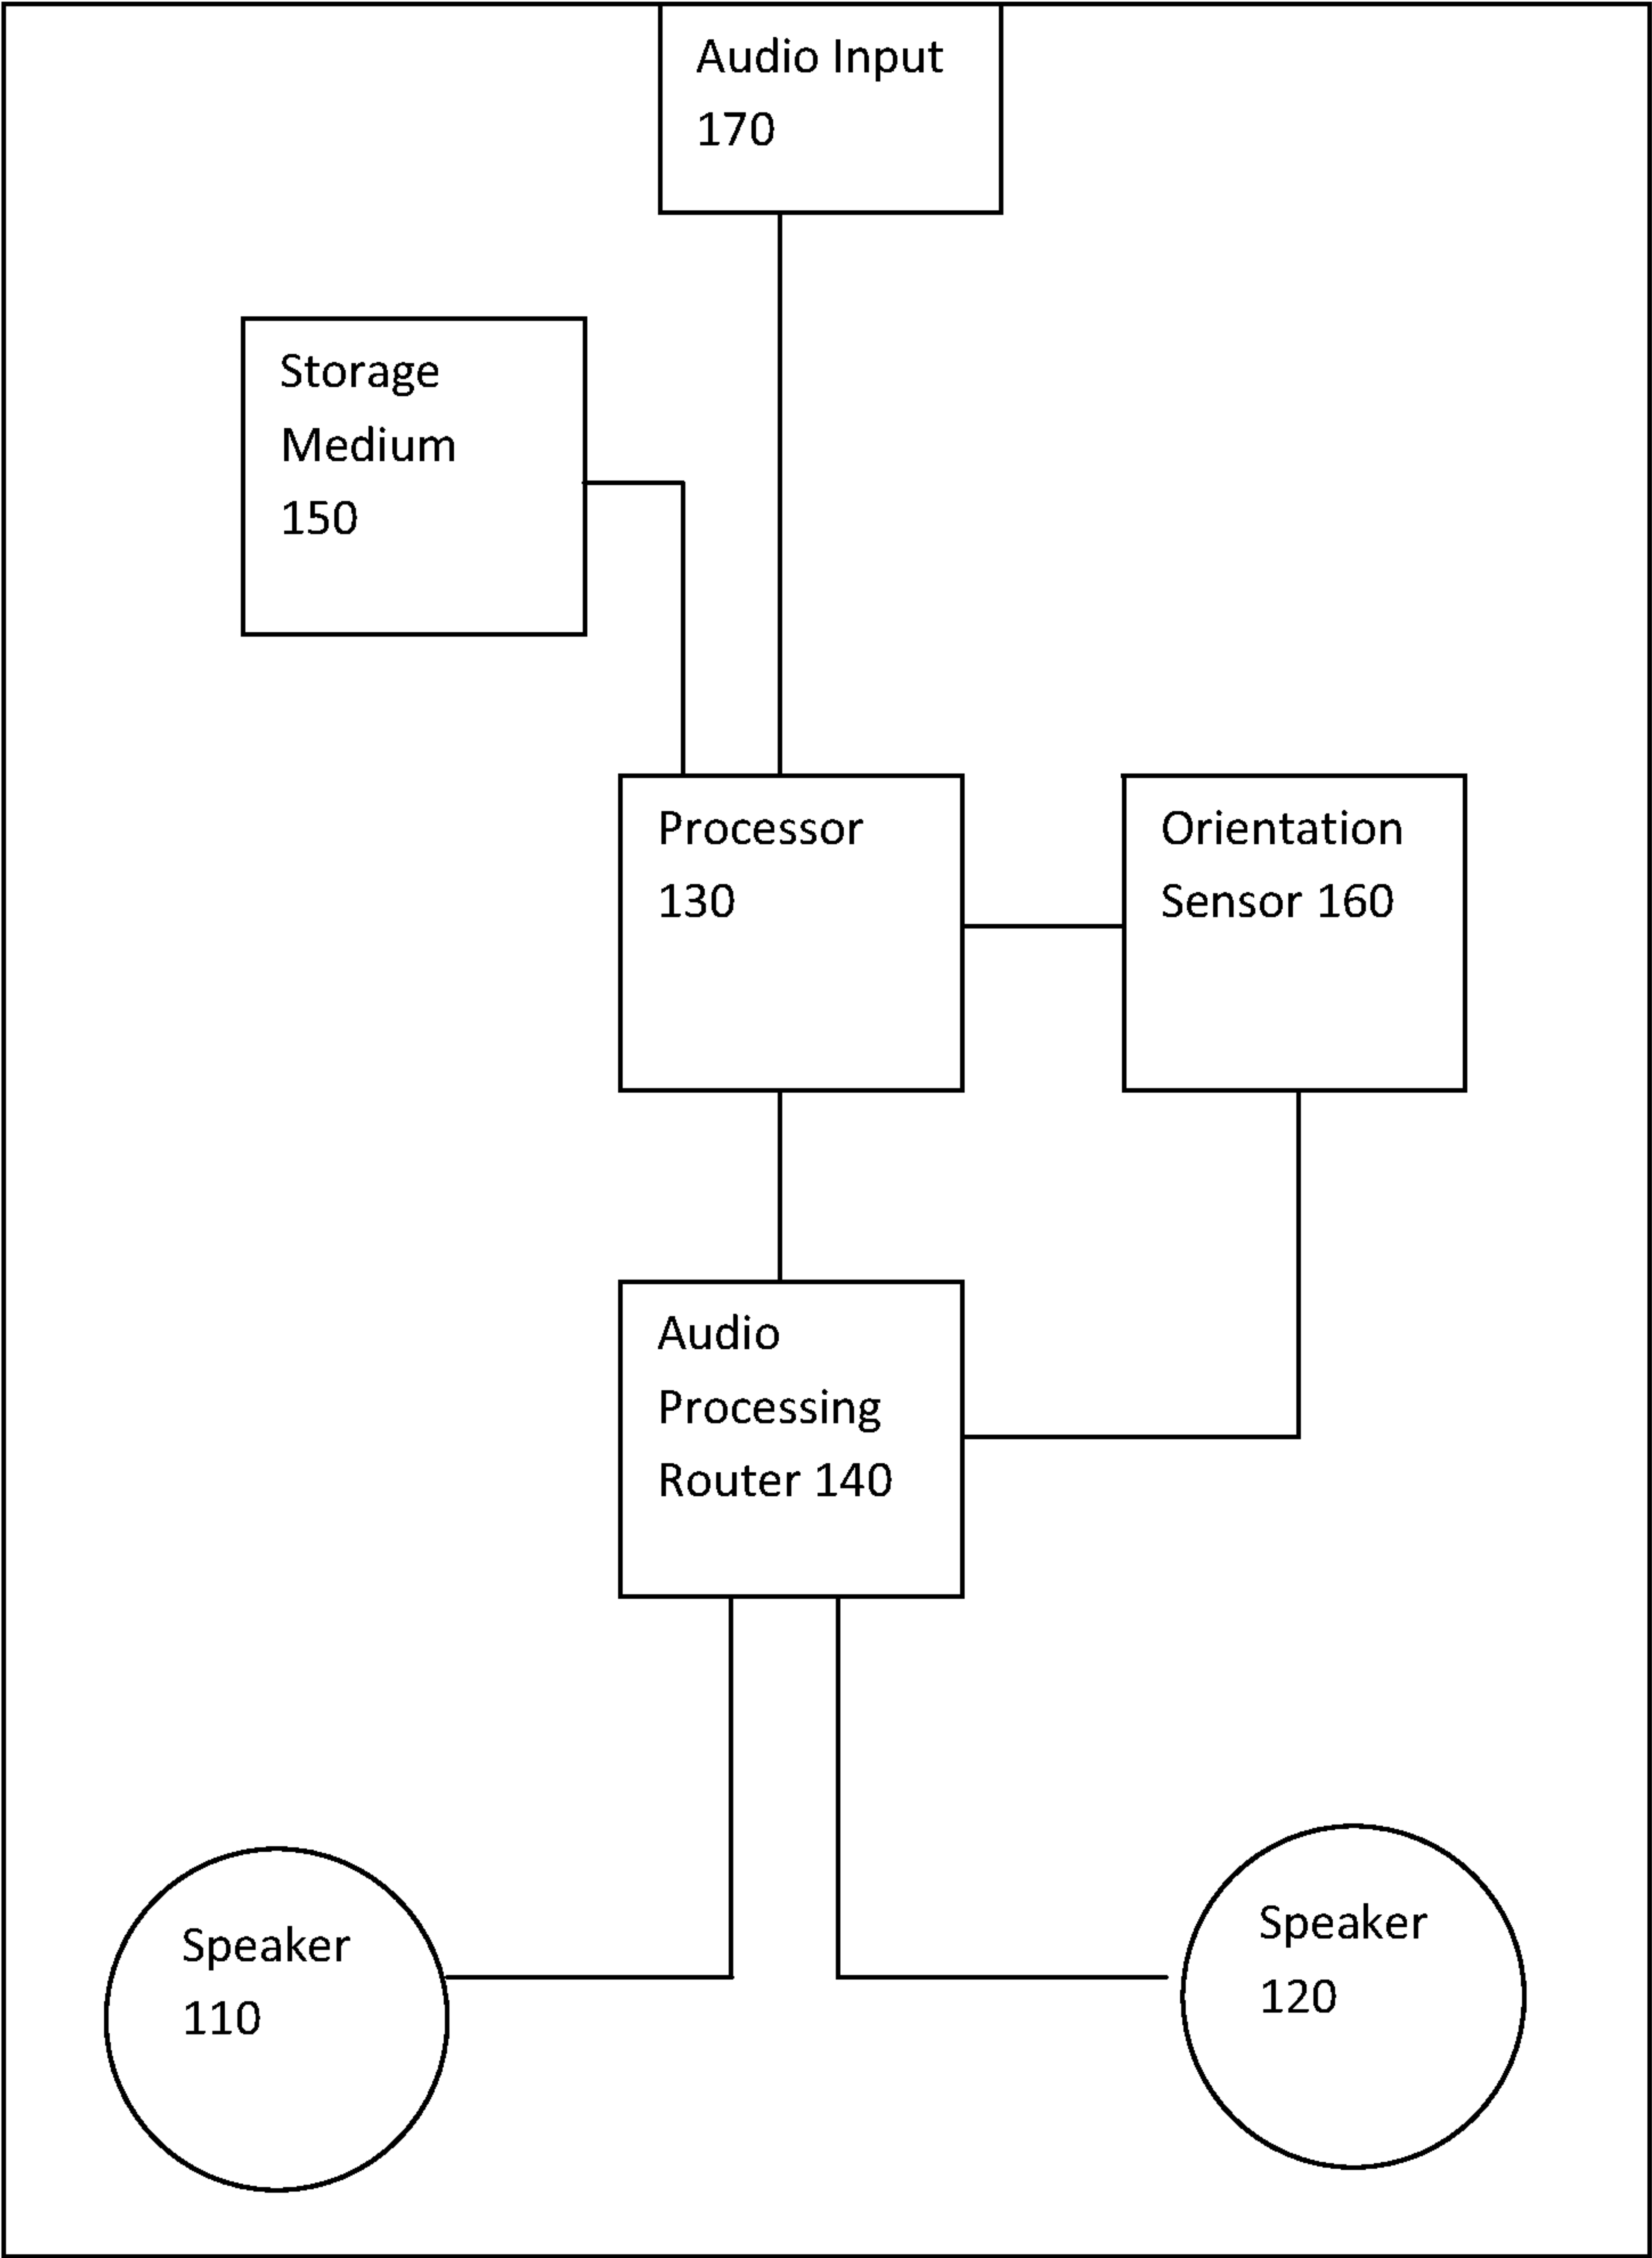 Audio Input
170
Storage
Medium
150
Processor
130
Orientation
Sensor 160
Audio
Processing
Router 140
Speaker
110
Speaker
120